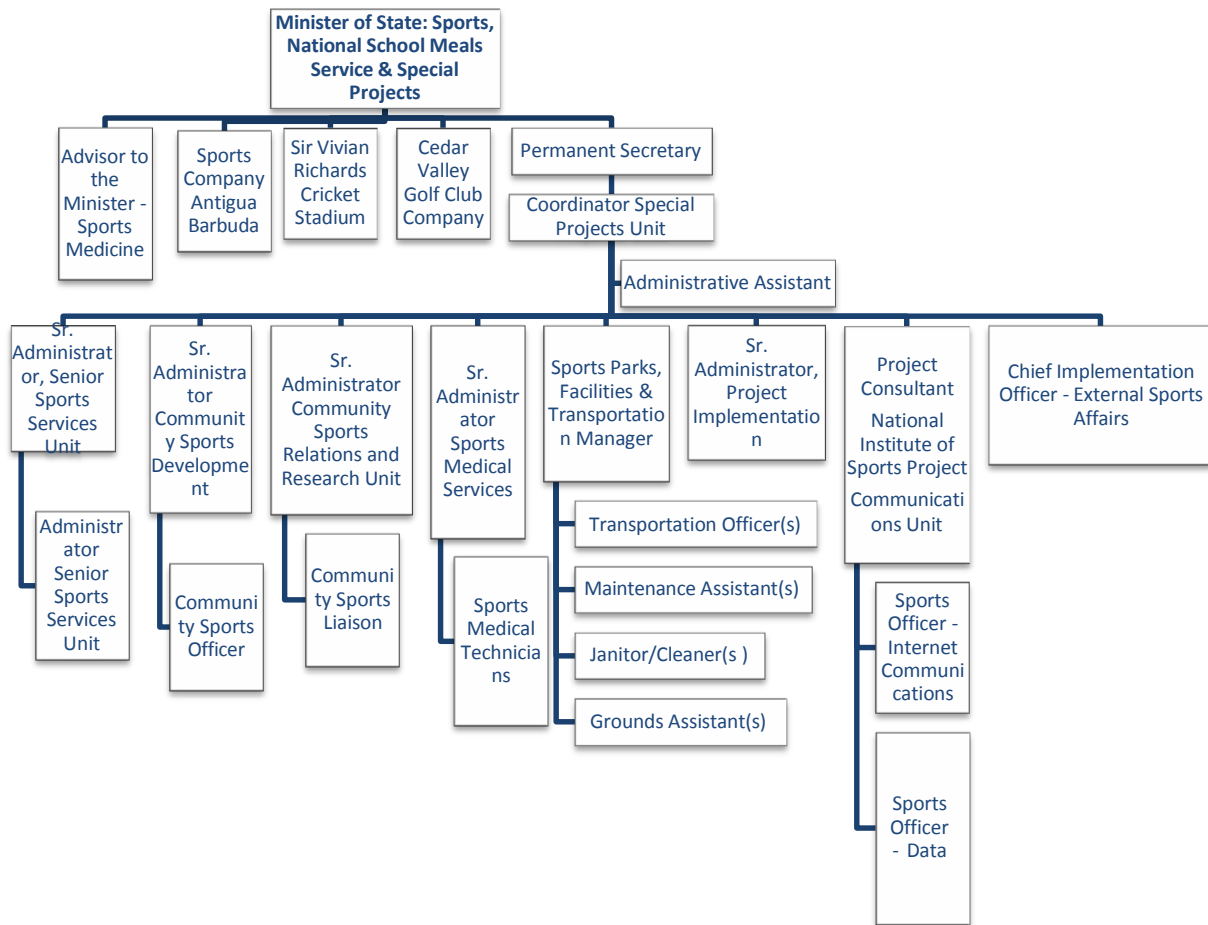 Minister of State: Sports,
National School Meals
Service & Special
Projects
Advisor to
the
Minister -
Sports
Medicine
Sports
Company
Antigua
Barbuda
Sir Vivian
Richards
Cricket
Stadium
Cedar
Valley
Golf Club
Company
Permanent Secretary
Coordinator Special
Projects Unit
Administrative Assistant
Sr.
Administrat
or, Senior
Sports
Services
Unit
Administr
ator
Senior
Sports
Services
Unit
Sr.
Administra
tor
Communit
y Sports
Developme
nt
Communi
ty Sports
Officer
Sr.
Administrator
Community
Sports
Relations and
Research Unit
Communi
ty Sports
Liaison
Sr.
Administr
ator
Sports
Medical
Services
Sports
Medical
Technicia
ns
Sports Parks,
Facilities &
Transportatio
n Manager
Transportation Officer(s)
Maintenance Assistant(s)
Janitor/Cleaner(s )
Grounds Assistant(s)
Sr.
Administrator,
Project
Implementatio
n
Project
Consultant
National
Institute of
Sports Project
Communicati
ons Unit
Sports
Officer -
Internet
Communi
cations
Sports
Officer
- Data
Chief Implementation
Officer - External Sports
Affairs